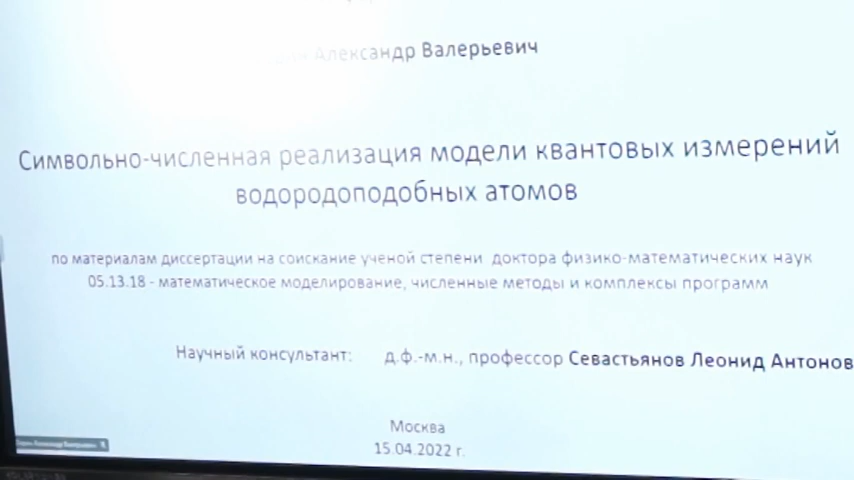 Александр Валерьевич
Символьно-численная реализация модели квантовых измерений
водородоподобных атомов
по материалам диссертации на соискание ученой степени доктора физико-математических наук
05.13.18 - математическое моделирование, численные методы и комплексы программ
Научный консультант: д.ф.-м.н., профессор Севастьянов Леонид Антонов
Москва
15.04.2022 г.